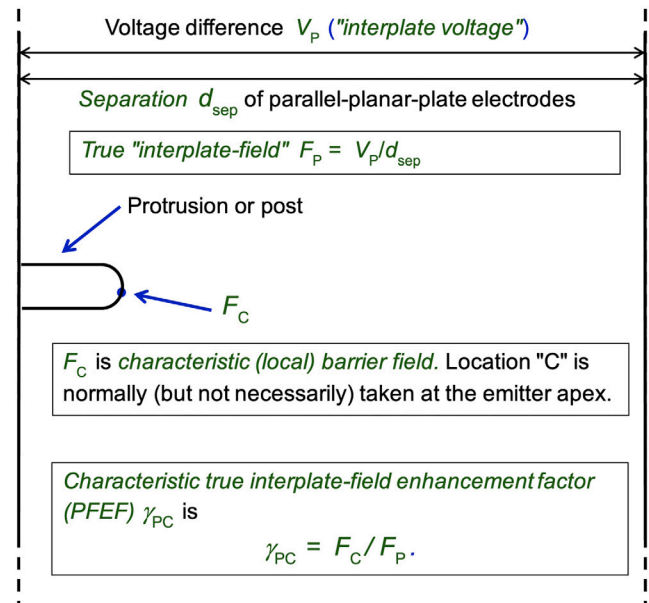 Voltage difference V_P ("interplate voltage")
Separation d_sep of parallel-planar-plate electrodes
True "interplate-field" F_P = V_P/d_sep
Protrusion or post
F_C
F_C is characteristic (local) barrier field. Location "C" is
normally (but not necessarily) taken at the emitter apex.
Characteristic true interplate-field enhancement factor
(PFEF) γ_PC is
γ_PC = F_C / F_P.